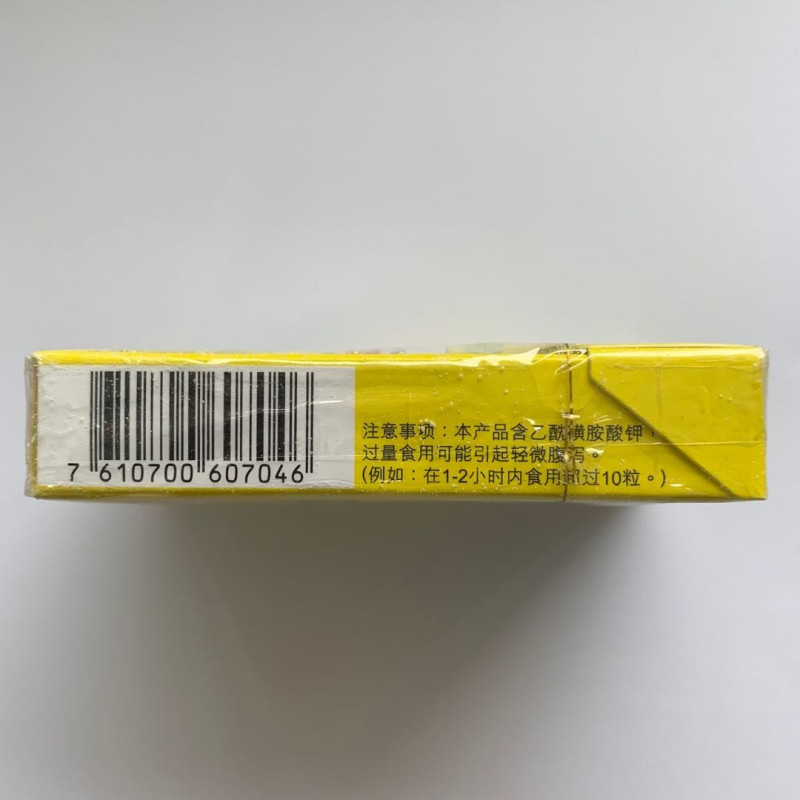 7 610700 607046
注意事项：本产品含乙酰磺胺酸钾，
过量食用可能引起轻微腹泻。
(例如：在1-2小时内食用超过10粒。)